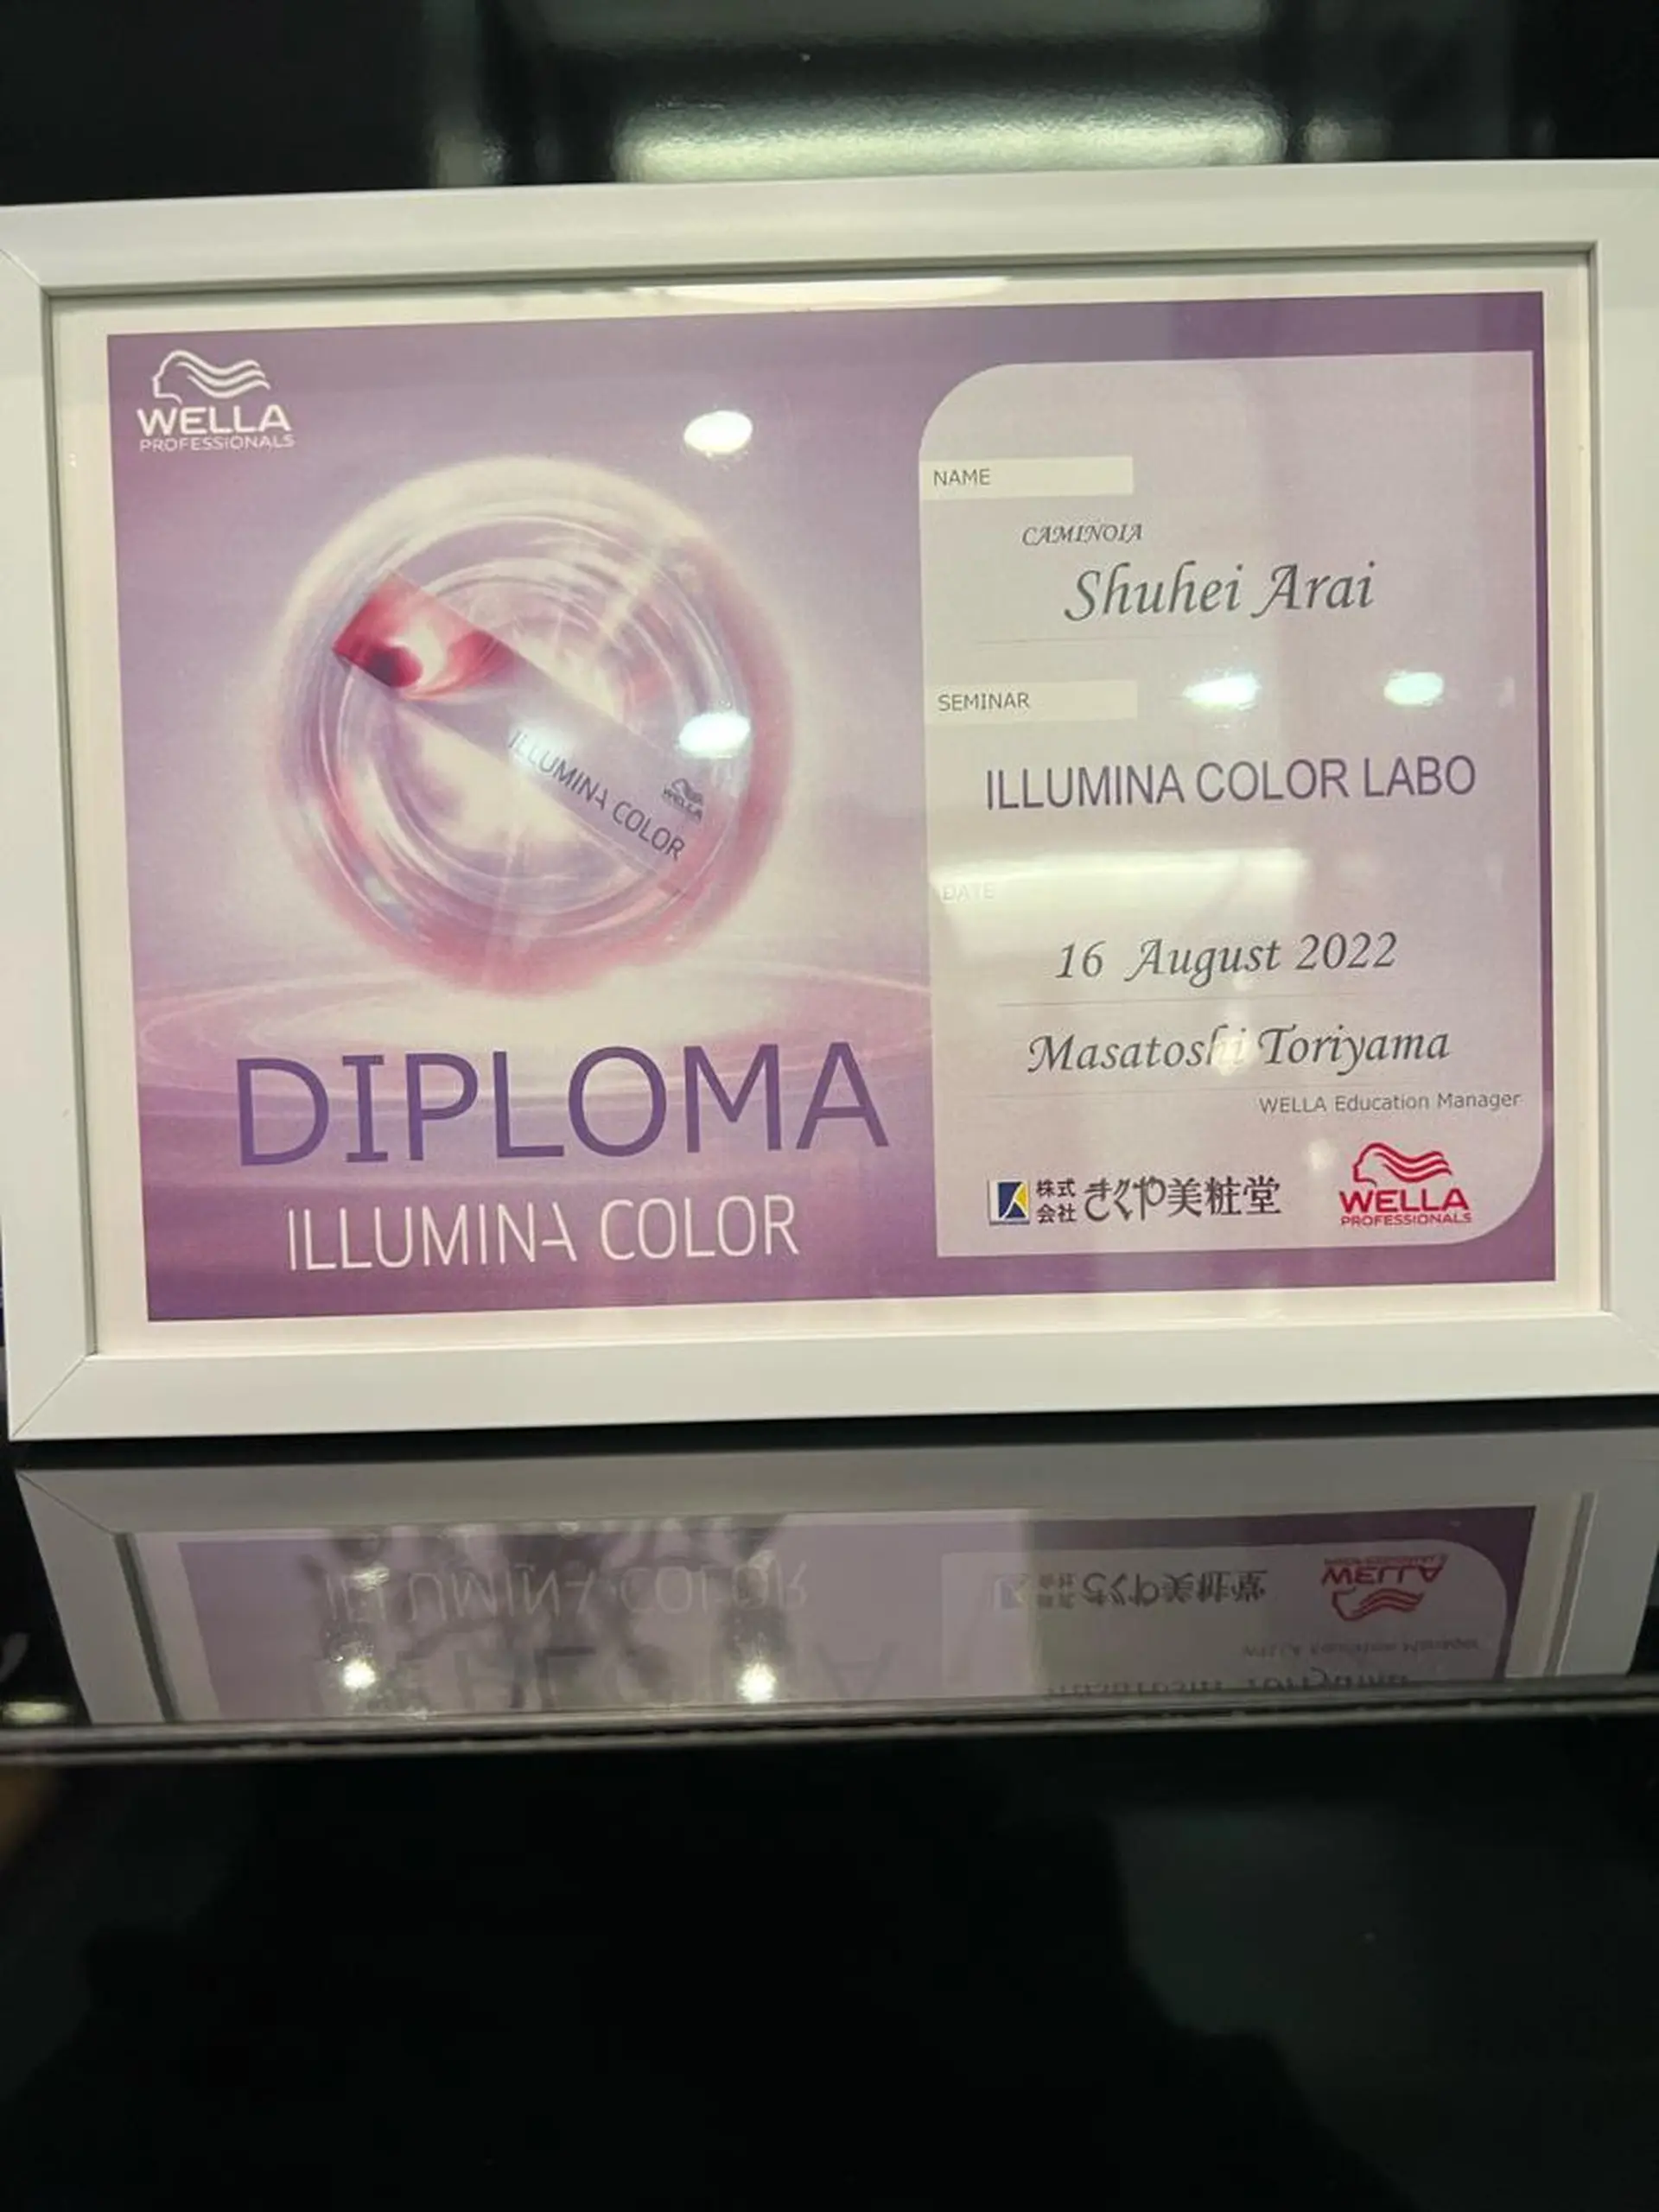 WELLA
PROFESSIONALS
ILLUMINA COLOR
WELLA
DIPLOMA
ILLUMINA COLOR
NAME
CAMINOIA
Shuhei Arai
SEMINAR
ILLUMINA COLOR LABO
DATE
16 August 2022
Masatoshi Toriyama
WELLA Education Manager
株式会社 きくや美粧堂
WELLA
PROFESSIONALS